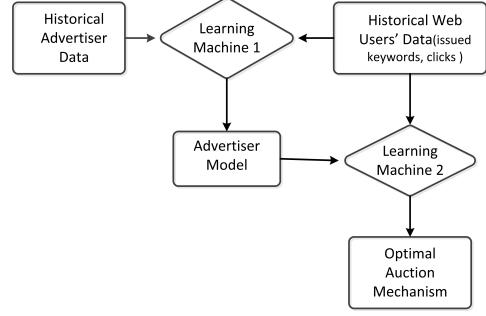 Historical
Advertiser
Data
Learning
Machine 1
Historical Web
Users' Data(issued
keywords, clicks )
Advertiser
Model
Learning
Machine 2
Optimal
Auction
Mechanism